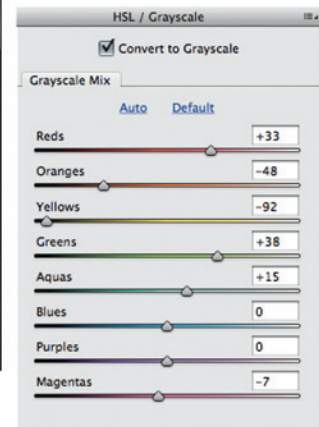 HSL / Grayscale
Convert to Grayscale
Grayscale Mix
Auto Default
Reds +33
Oranges -48
Yellows -92
Greens +38
Aquas +15
Blues 0
Purples 0
Magentas -7